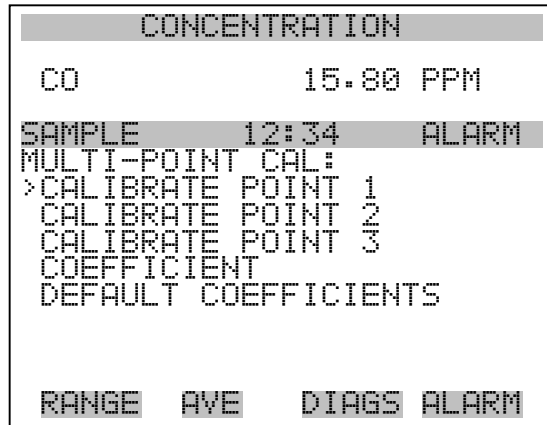 CONCENTRATION
CO 15.80 PPM
SAMPLE 12:34 ALARM
MULTI-POINT CAL:
>CALIBRATE POINT 1
CALIBRATE POINT 2
CALIBRATE POINT 3
COEFFICIENT
DEFAULT COEFFICIENTS
RANGE AVE DIAGS ALARM